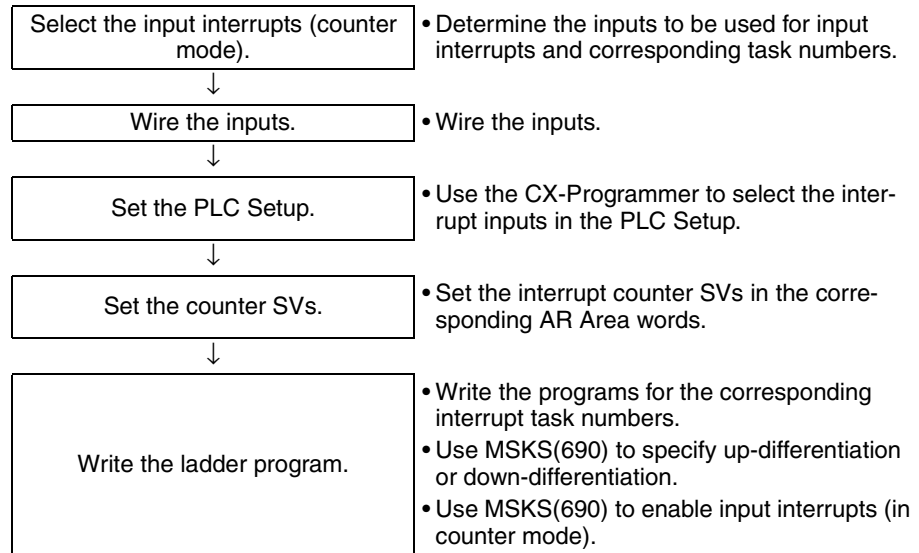 Select the input interrupts (counter
mode).
• Determine the inputs to be used for input
interrupts and corresponding task numbers.
↓
Wire the inputs.
• Wire the inputs.
↓
Set the PLC Setup.
• Use the CX-Programmer to select the inter-
rupt inputs in the PLC Setup.
↓
Set the counter SVs.
• Set the interrupt counter SVs in the corre-
sponding AR Area words.
↓
Write the ladder program.
• Write the programs for the corresponding
interrupt task numbers.
• Use MSKS(690) to specify up-differentiation
or down-differentiation.
• Use MSKS(690) to enable input interrupts (in
counter mode).